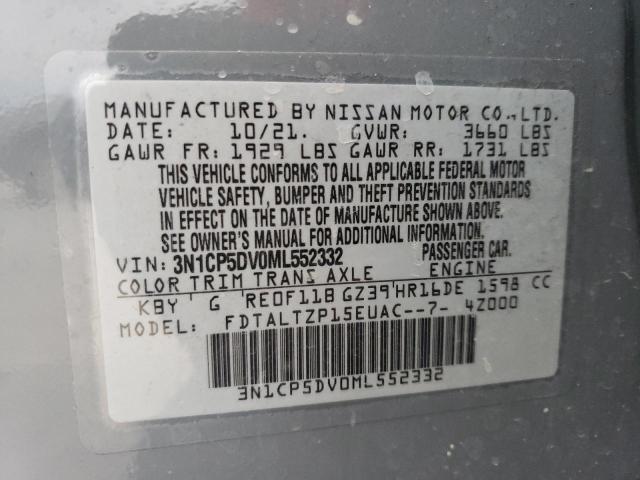 MANUFACTURED BY NISSAN MOTOR CO., LTD.
DATE: 10/21. GVWR: 3660 LBS
GAWR FR: 1929 LBS GAWR RR: 1731 LBS
THIS VEHICLE CONFORMS TO ALL APPLICABLE FEDERAL MOTOR
VEHICLE SAFETY, BUMPER AND THEFT PREVENTION STANDARDS
IN EFFECT ON THE DATE OF MANUFACTURE SHOWN ABOVE.
SEE OWNER'S MANUAL FOR ADDITIONAL INFORMATION.
VIN: 3N1CP5DV0ML552332 PASSENGER CAR.
COLOR TRIM TRANS AXLE ENGINE
KBY G RE0F11B GZ39 HR16DE 1598 CC
MODEL: FDTALTZP15EUAC--7- 4Z000
3N1CP5DV0ML552332